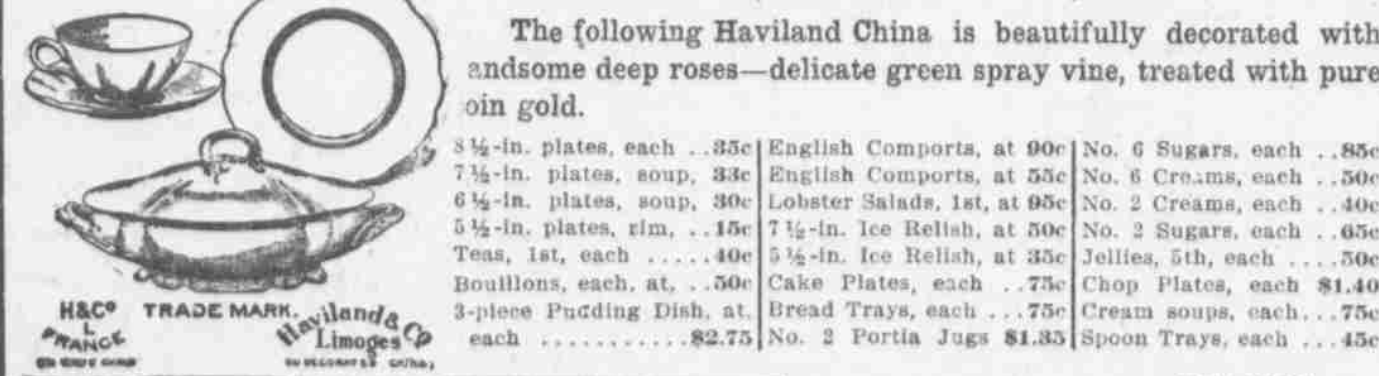 The following Haviland China is beautifully decorated with
andsome deep roses—delicate green spray vine, treated with pure
oin gold.
8½-in. plates, each ..35c
7½-in. plates, soup, 33c
6½-in. plates, soup, 30c
5½-in. plates, rim, ..15c
Teas, 1st, each .....40c
Bouillons, each, at, ..50c
3-piece Pudding Dish, at,
each ...........$2.75
English Comports, at 90c
English Comports, at 55c
Lobster Salads, 1st, at 95c
7½-in. Ice Relish, at 50c
5½-in. Ice Relish, at 35c
Cake Plates, each ..75c
Bread Trays, each ...75c
No. 2 Portia Jugs $1.35
No. 6 Sugars, each ..85c
No. 6 Creams, each ..50c
No. 2 Creams, each ..40c
No. 2 Sugars, each ..65c
Jellies, 5th, each ....50c
Chop Plates, each $1.40
Cream soups, each...75c
Spoon Trays, each ...45c
H&Co
L
FRANCE
TRADE MARK.
Haviland & Co
Limoges